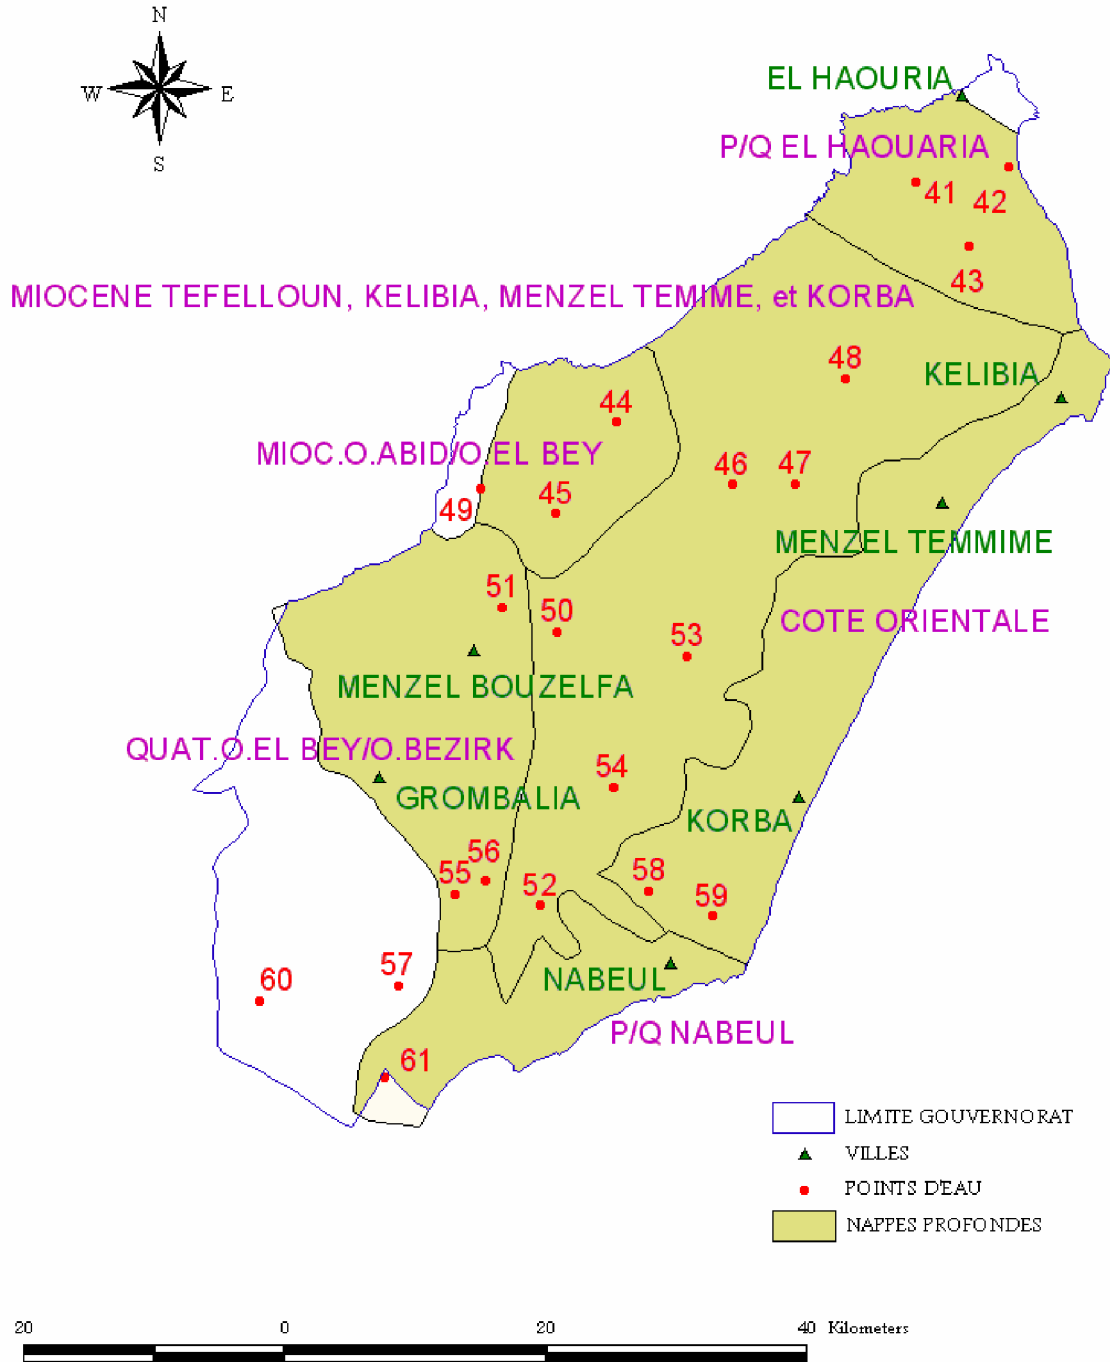 N
W
E
S
EL HAOURIA
P/Q EL HAOUARIA
41
42
43
MIOCENE TEFELLOUN, KELIBIA, MENZEL TEMIME, et KORBA
48
KELIBIA
44
MIOC.O.ABID/O EL BEY
46
47
45
49
MENZEL TEMMIME
51
50
COTE ORIENTALE
53
MENZEL BOUZELFA
QUAT.O.EL BEY/O.BEZIRK
54
GROMBALIA
KORBA
56
55
58
52
59
57
NABEUL
60
P/Q NABEUL
61
LIMITE GOUVERNORAT
VILLES
POINTS D'EAU
NAPPES PROFONDES
20 0 20 40 Kilometers